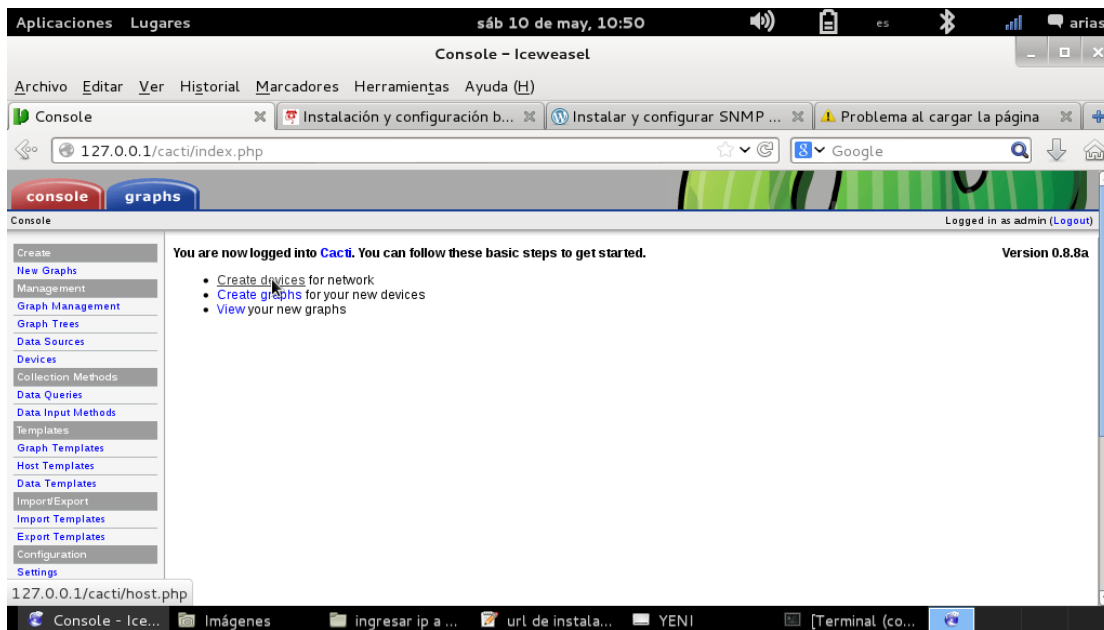 Aplicaciones Lugares sáb 10 de may, 10:50 es arias
Console - Iceweasel
Archivo Editar Ver Historial Marcadores Herramientas Ayuda (H)
Console Instalación y configuración b... Instalar y configurar SNMP ... Problema al cargar la página
127.0.0.1/cacti/index.php Google
console graphs
Console Logged in as admin (Logout)
Create
You are now logged into Cacti. You can follow these basic steps to get started. Version 0.8.8a
New Graphs
Management
Create devices for network
Create graphs for your new devices
View your new graphs
Graph Management
Graph Trees
Data Sources
Devices
Collection Methods
Data Queries
Data Input Methods
Templates
Graph Templates
Host Templates
Data Templates
Import/Export
Import Templates
Export Templates
Configuration
Settings
127.0.0.1/cacti/host.php
Console - Ice... Imágenes ingresar ip a ... url de instala... YENI [Terminal (co...